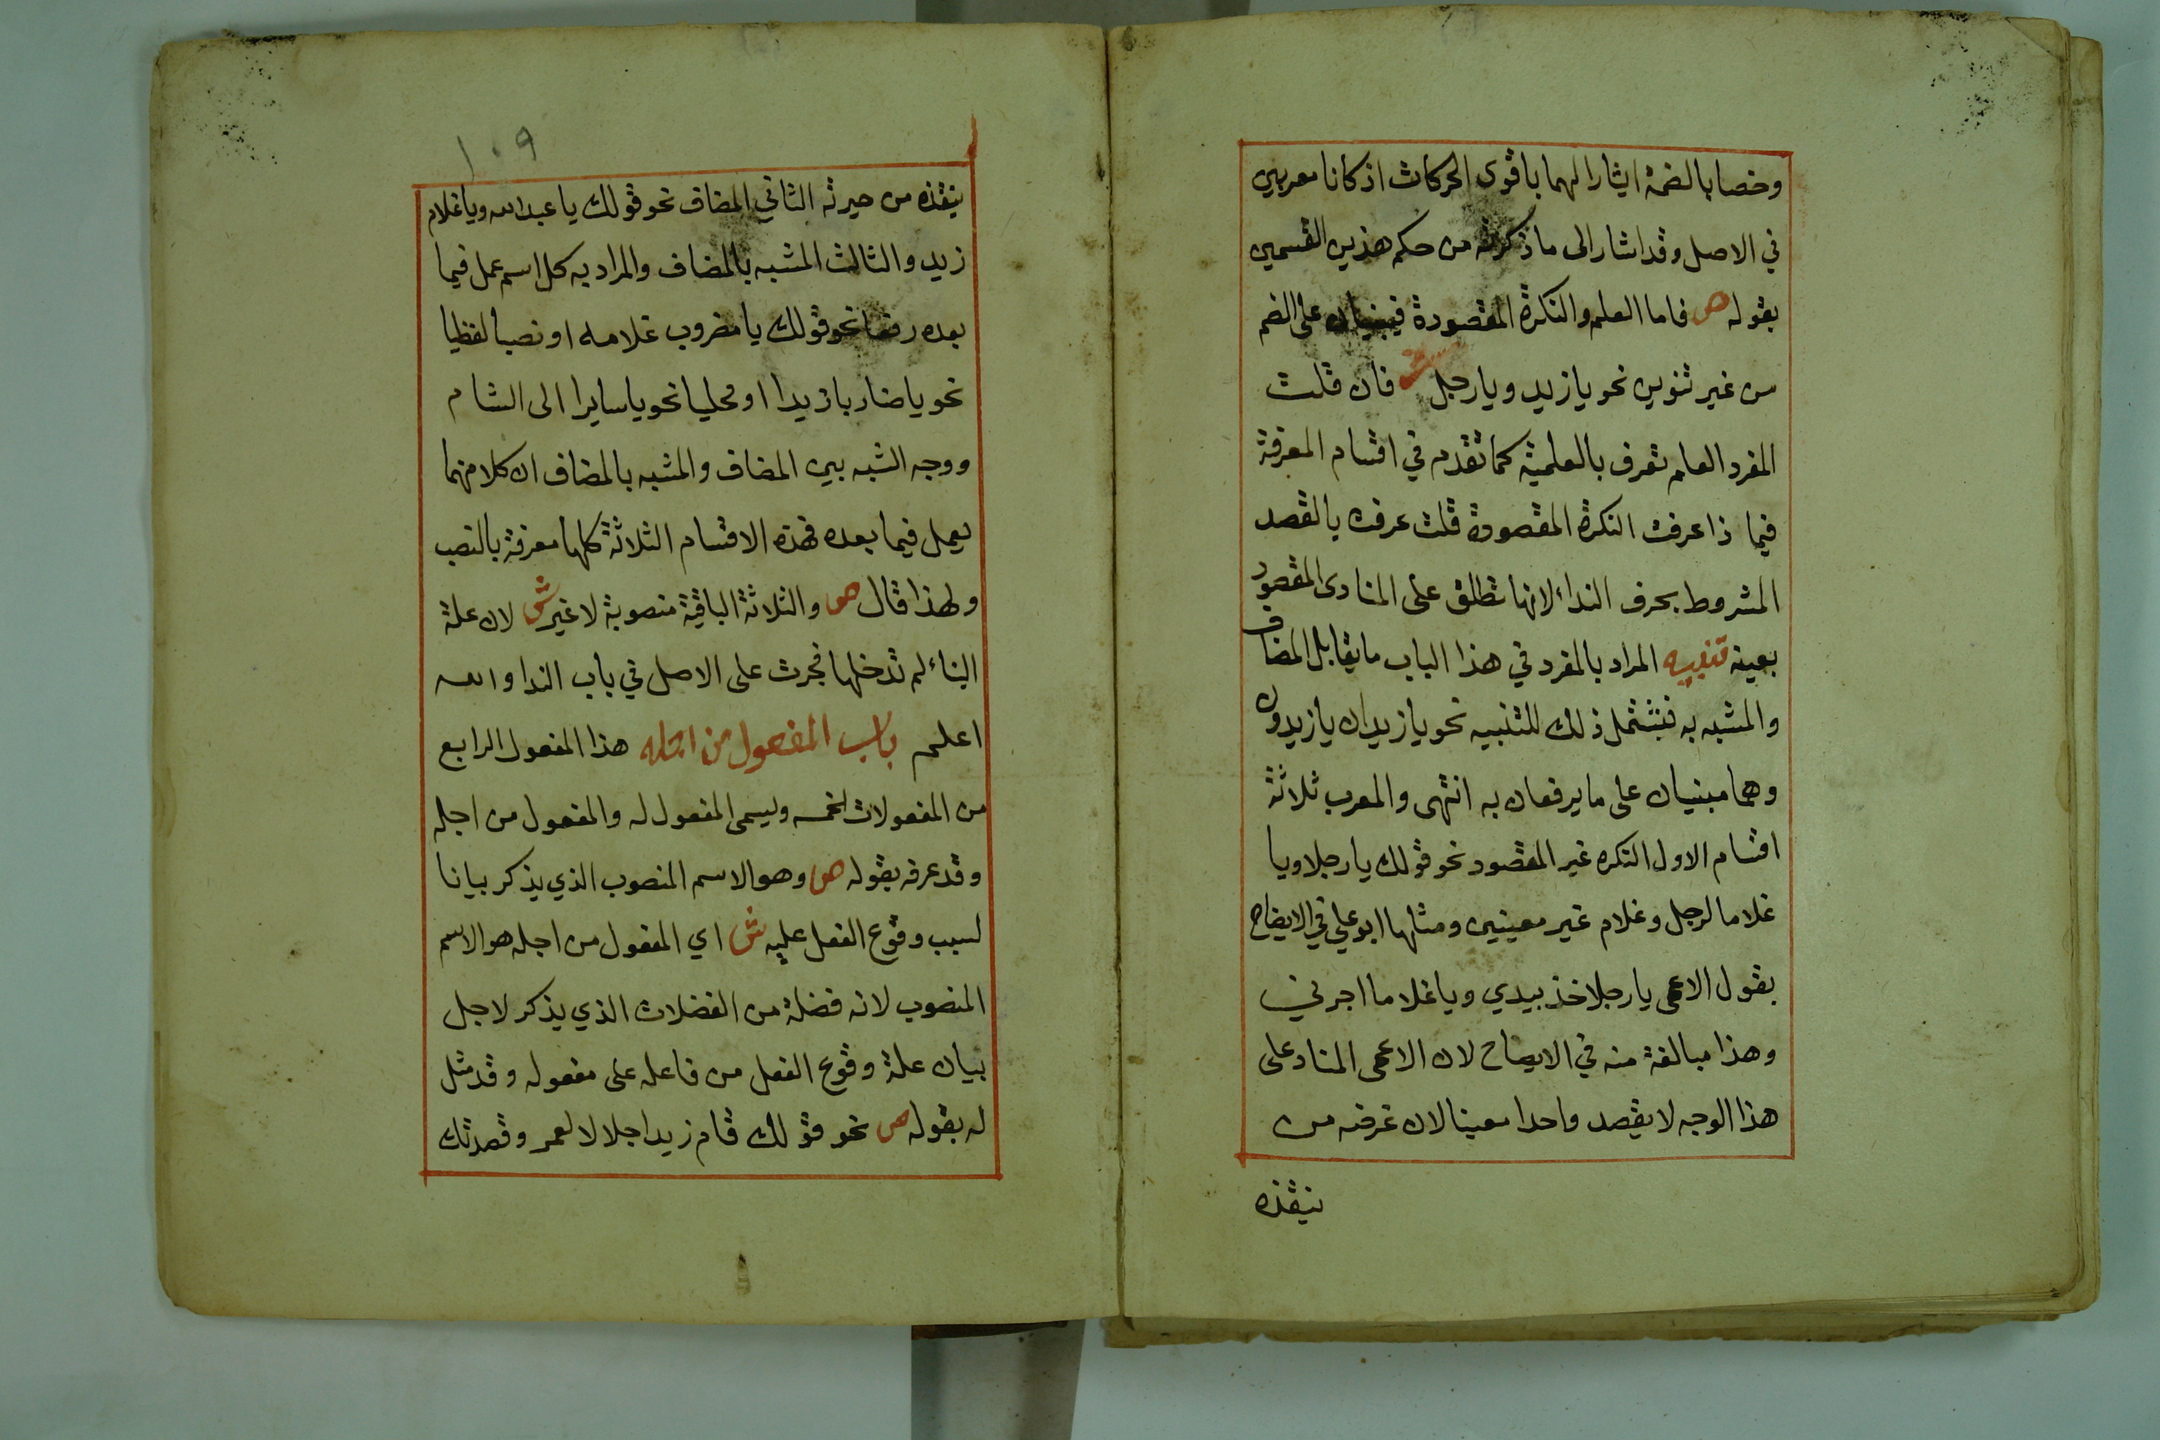 وخصا بالضمة ايثارا لهما باقوى الحركات اذ كانا معربين
في الاصل وقد اشار الى ما ذكرته من حكم هذين القسمين
بقوله ص فاما العلم والنكرة المقصودة فيبنيان على الضم
من غير تنوين نحو يا زيد ويا رجل ش فان قلت
المفرد العلم تعرف بالعلمية كما تقدم في اقسام المعرفة
فيما ذا عرفت النكرة المقصودة قلت عرفت بالقصد
المشروط بحرف النداء لانها تطلق على المنادى المقصود
بعينه تنبيه المراد بالمفرد في هذا الباب ما يقابل المضاف
والمشبه به فيشتمل ذلك للتنبيه نحو يا زيدان يا زيدون
وهما مبنيان على ما يرفعان به انتهى والمعرب ثلاثة
اقسام الاول النكره غير المقصود نحو قولك يا رجلا ويا
غلاما لرجل وغلام غير معينين ومثلها ابو علي في الايضاح
بقول الاعمى يا رجلا خذ بيدي ويا غلاما اجرني
وهذا مبالغة منه في الايضاح لان الاعمى المناد على
هذا الوجه لا يقصد واحدا معينا لان غرضه من
ينقذه
١٠٩
ينقذه من حيرته الثاني المضاف نحو قولك يا عبد الله ويا غلام
زيد والثالث المشبه بالمضاف والمراد به كل اسم عمل فيما
بعده رفعا نحو قولك يا مضروب غلامه او نصبا لفظيا
نحو يا ضاربا زيدا او محليا نحو يا سايرا الى الشام
ووجه الشبه بين المضاف والمشبه بالمضاف ان كلا منهما
يعمل فيما بعده فهذه الاقسام الثلاثة كلها معرفة بالنصب
ولهذا قال ص والثلاثة الباقية منصوبة لا غير ش لان علة
البناء لم تدخلها فجرت على الاصل في باب الندا والله
اعلم باب المفعول من اجله هذا المفعول الرابع
من المفعولات الخمسه ويسمى المفعول له والمفعول من اجله
وقد عرفه بقوله ص وهو الاسم المنصوب الذي يذكر بيانا
لسبب وقوع الفعل عليه ش اي المفعول من اجله هو الاسم
المنصوب لانه فضلة من الفضلات الذي يذكر لاجل
بيان علة وقوع الفعل من فاعله على مفعوله وقد مثل
له بقوله ص نحو قولك قام زيد اجلالا لعمر وقصدتك